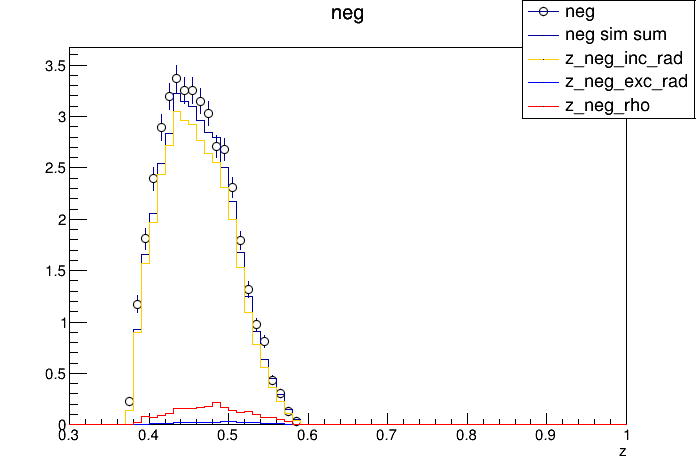 neg
neg
neg sim sum
z_neg_inc_rad
z_neg_exc_rad
z_neg_rho
3.5
3
2.5
2
1.5
1
0.5
0
0.3 0.4 0.5 0.6 0.7 0.8 0.9 1
z